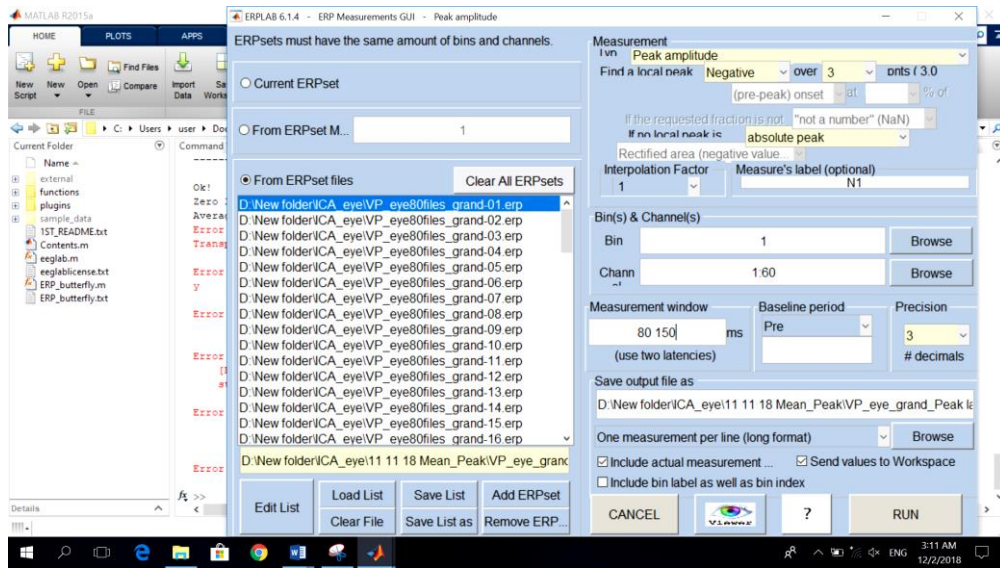 MATLAB R2015a
ERPLAB 6.1.4 - ERP Measurements GUI - Peak amplitude
HOME PLOTS APPS
New Script
New
Open
Find Files
Compare
Import Data
FILE
C: ▸ Users ▸ user ▸
Current Folder
Name
external
functions
plugins
sample_data
1ST_README.txt
Contents.m
eeglab.m
eeglablicense.txt
ERP_butterfly.m
ERP_butterfly.txt
Details
Command
Ok!
Zero
Error
Error
y
Error
Error
Error
Error
fx >>
ERPsets must have the same amount of bins and channels.
Current ERPset
From ERPset M... 1
From ERPset files Clear All ERPsets
D:\New folder\ICA_eye\VP_eye80files_grand-01.erp
D:\New folder\ICA_eye\VP_eye80files_grand-02.erp
D:\New folder\ICA_eye\VP_eye80files_grand-03.erp
D:\New folder\ICA_eye\VP_eye80files_grand-04.erp
D:\New folder\ICA_eye\VP_eye80files_grand-05.erp
D:\New folder\ICA_eye\VP_eye80files_grand-06.erp
D:\New folder\ICA_eye\VP_eye80files_grand-07.erp
D:\New folder\ICA_eye\VP_eye80files_grand-08.erp
D:\New folder\ICA_eye\VP_eye80files_grand-09.erp
D:\New folder\ICA_eye\VP_eye80files_grand-10.erp
D:\New folder\ICA_eye\VP_eye80files_grand-11.erp
D:\New folder\ICA_eye\VP_eye80files_grand-12.erp
D:\New folder\ICA_eye\VP_eye80files_grand-13.erp
D:\New folder\ICA_eye\VP_eye80files_grand-14.erp
D:\New folder\ICA_eye\VP_eye80files_grand-15.erp
D:\New folder\ICA_eye\VP_eye80files_grand-16.erp
D:\New folder\ICA_eye\11 11 18 Mean_Peak\VP_eye_grand
Edit List
Load List Save List Add ERPset
Clear File Save List as Remove ERP...
Measurement
Peak amplitude
Find a local peak Negative over 3 pnts ( 3.0
(pre-peak) onset at % of
If the requested fraction is not "not a number" (NaN)
If no local peak is absolute peak
Rectified area (negative value...
Interpolation Factor Measure's label (optional)
1 N1
Bin(s) & Channel(s)
Bin 1 Browse
Chann 1:60 Browse
Measurement window Baseline period Precision
80 150 ms Pre 3
(use two latencies) # decimals
Save output file as
D:\New folder\ICA_eye\11 11 18 Mean_Peak\VP_eye_grand_Peak la
One measurement per line (long format) Browse
Include actual measurement ... Send values to Workspace
Include bin label as well as bin index
CANCEL Viewer ? RUN
ENG 3:11 AM
12/2/2018